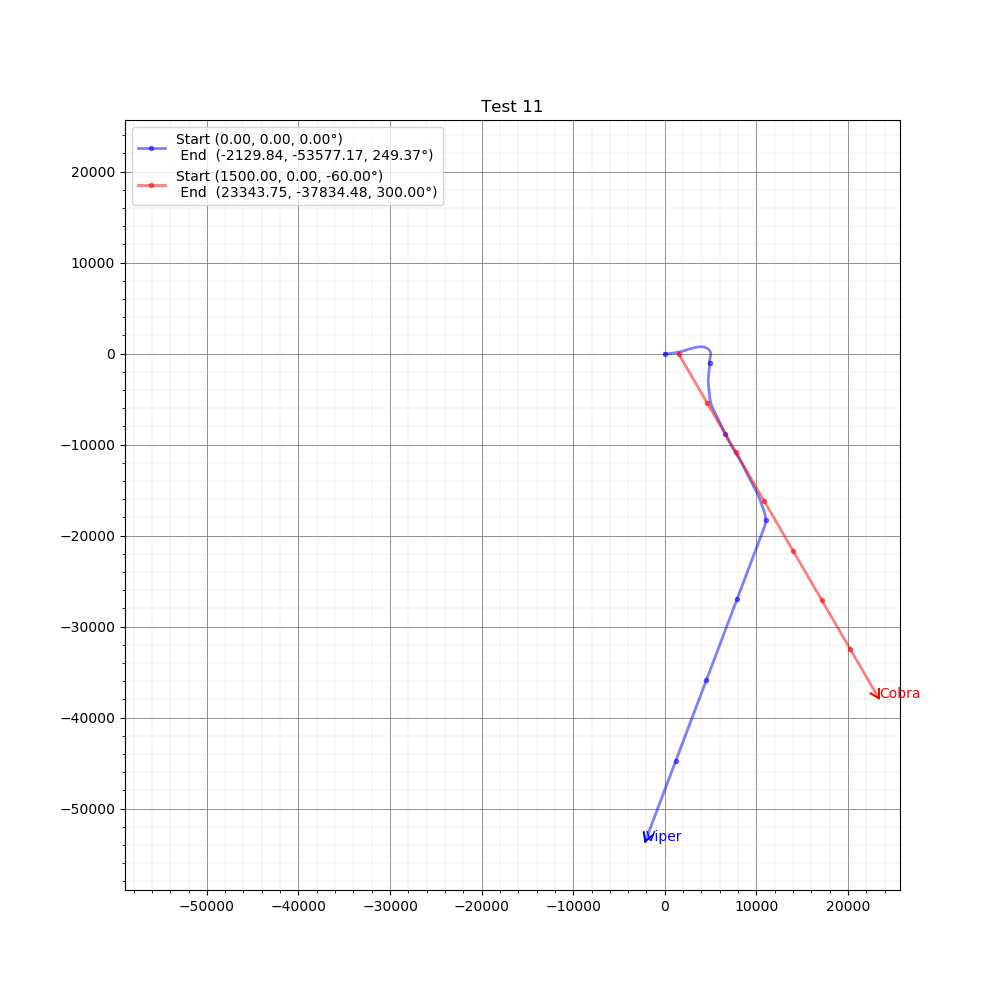 Test 11
Start (0.00, 0.00, 0.00°)
End (-2129.84, -53577.17, 249.37°)
Start (1500.00, 0.00, -60.00°)
End (23343.75, -37834.48, 300.00°)
20000
10000
0
−10000
−20000
−30000
−40000
−50000
Cobra
Viper
−50000 −40000 −30000 −20000 −10000 0 10000 20000